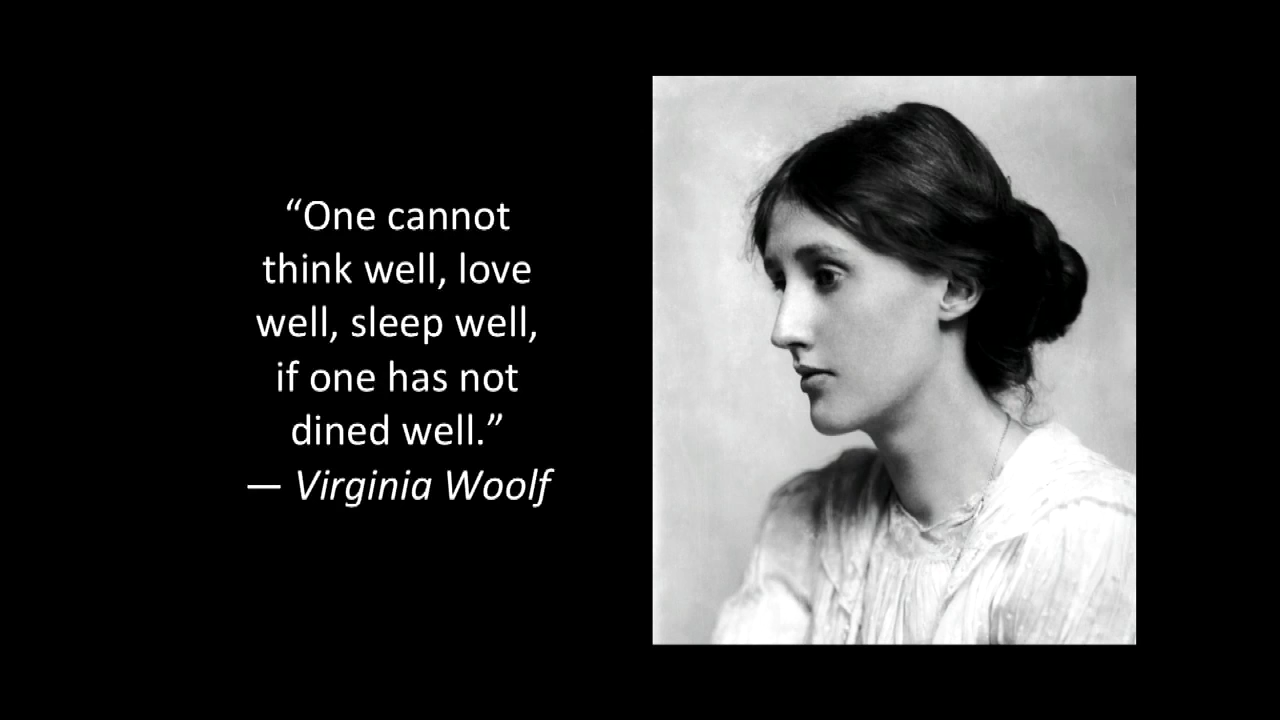 “One cannot
think well, love
well, sleep well,
if one has not
dined well.”
— Virginia Woolf